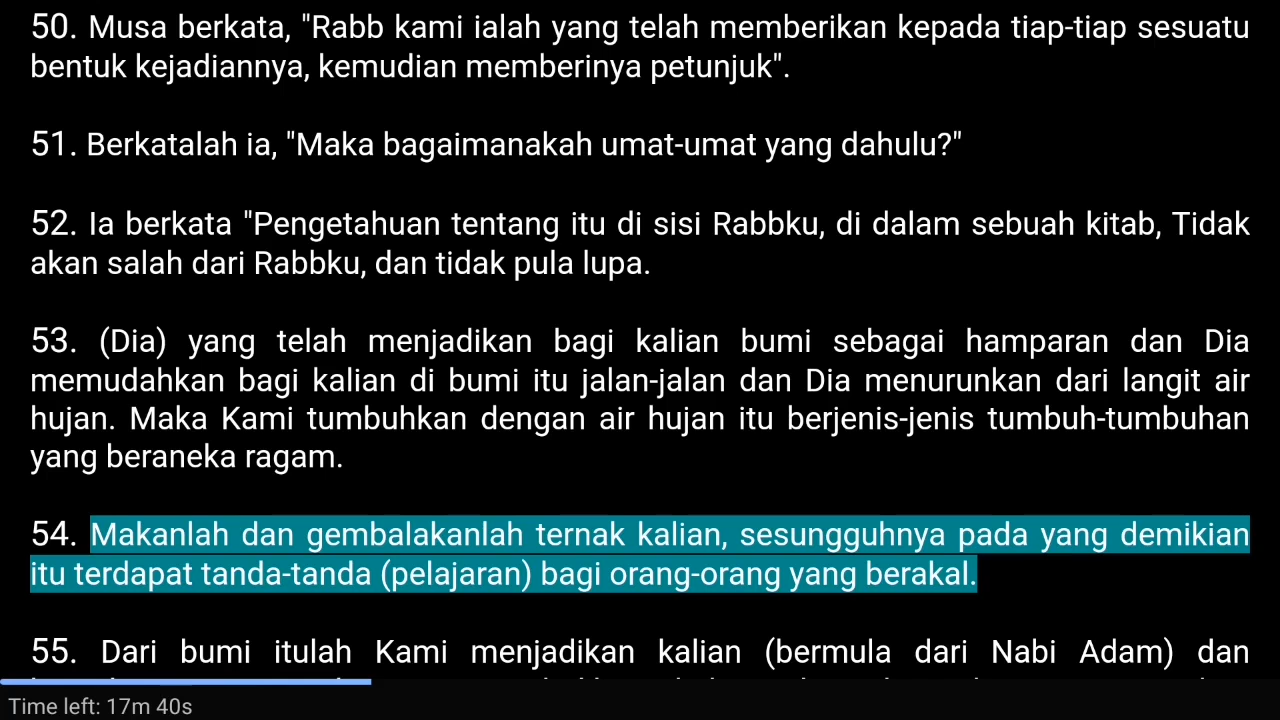 50. Musa berkata, "Rabb kami ialah yang telah memberikan kepada tiap-tiap sesuatu
bentuk kejadiannya, kemudian memberinya petunjuk".
51. Berkatalah ia, "Maka bagaimanakah umat-umat yang dahulu?"
52. Ia berkata "Pengetahuan tentang itu di sisi Rabbku, di dalam sebuah kitab, Tidak
akan salah dari Rabbku, dan tidak pula lupa.
53. (Dia) yang telah menjadikan bagi kalian bumi sebagai hamparan dan Dia
memudahkan bagi kalian di bumi itu jalan-jalan dan Dia menurunkan dari langit air
hujan. Maka Kami tumbuhkan dengan air hujan itu berjenis-jenis tumbuh-tumbuhan
yang beraneka ragam.
54. Makanlah dan gembalakanlah ternak kalian, sesungguhnya pada yang demikian
itu terdapat tanda-tanda (pelajaran) bagi orang-orang yang berakal.
55. Dari bumi itulah Kami menjadikan kalian (bermula dari Nabi Adam) dan
Time left: 17m 40s